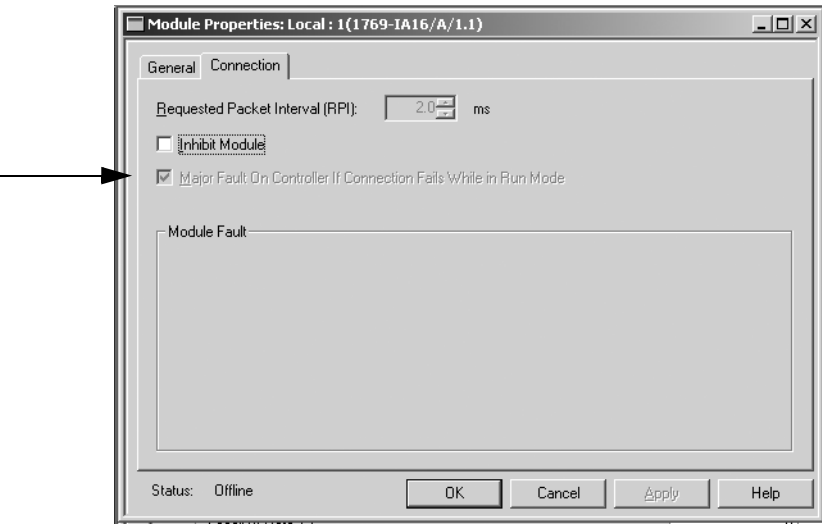 Module Properties: Local : 1(1769-IA16/A/1.1)
General Connection
Requested Packet Interval (RPI): 2.0 ms
Inhibit Module
Major Fault On Controller If Connection Fails While in Run Mode
Module Fault
Status: Offline OK Cancel Apply Help